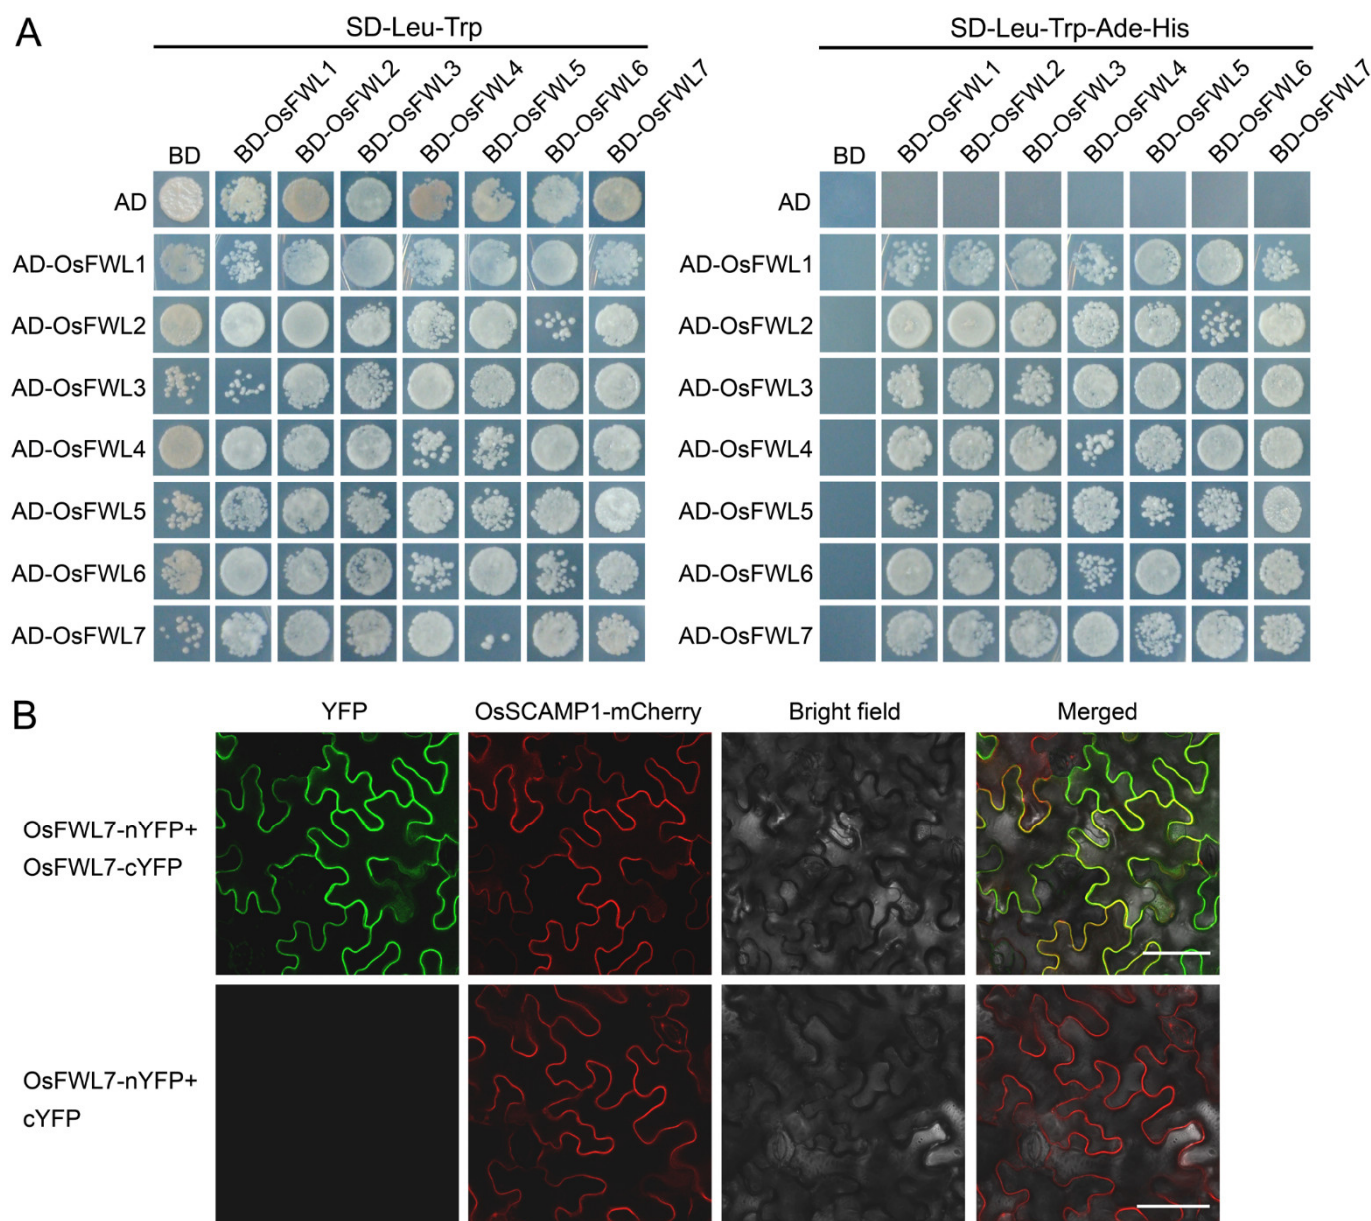 A
SD-Leu-Trp
SD-Leu-Trp-Ade-His
BD
BD-OsFWL1
BD-OsFWL2
BD-OsFWL3
BD-OsFWL4
BD-OsFWL5
BD-OsFWL6
BD-OsFWL7
BD
BD-OsFWL1
BD-OsFWL2
BD-OsFWL3
BD-OsFWL4
BD-OsFWL5
BD-OsFWL6
BD-OsFWL7
AD
AD
AD-OsFWL1
AD-OsFWL1
AD-OsFWL2
AD-OsFWL2
AD-OsFWL3
AD-OsFWL3
AD-OsFWL4
AD-OsFWL4
AD-OsFWL5
AD-OsFWL5
AD-OsFWL6
AD-OsFWL6
AD-OsFWL7
AD-OsFWL7
B
YFP
OsSCAMP1-mCherry
Bright field
Merged
OsFWL7-nYFP+
OsFWL7-cYFP
OsFWL7-nYFP+
cYFP